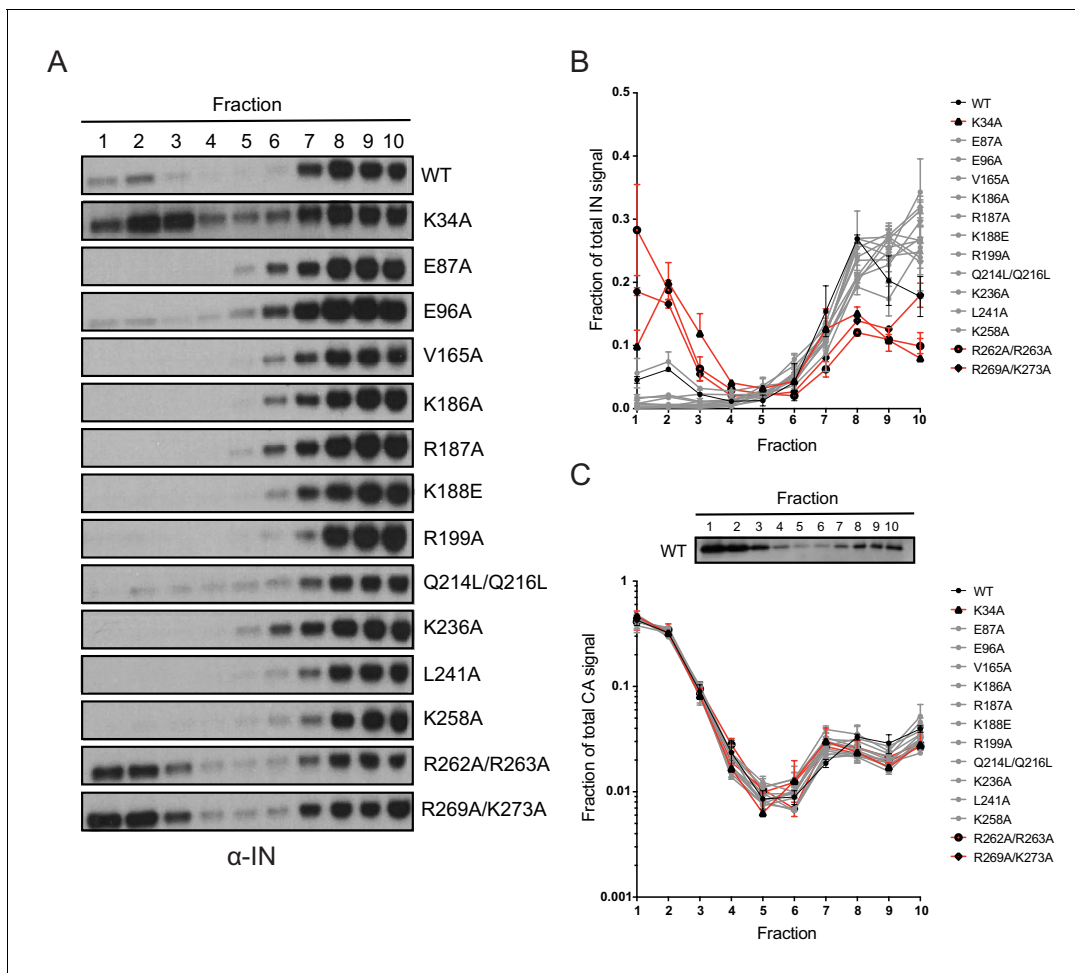 A
Fraction
1 2 3 4 5 6 7 8 9 10
WT
K34A
E87A
E96A
V165A
K186A
R187A
K188E
R199A
Q214L/Q216L
K236A
L241A
K258A
R262A/R263A
R269A/K273A
α-IN
B
Fraction of total IN signal
0.5
0.4
0.3
0.2
0.1
0.0
1 2 3 4 5 6 7 8 9 10
Fraction
WT
K34A
E87A
E96A
V165A
K186A
R187A
K188E
R199A
Q214L/Q216L
K236A
L241A
K258A
R262A/R263A
R269A/K273A
C
Fraction
1 2 3 4 5 6 7 8 9 10
WT
Fraction of total CA signal
1
0.1
0.01
0.001
1 2 3 4 5 6 7 8 9 10
Fraction
WT
K34A
E87A
E96A
V165A
K186A
R187A
K188E
R199A
Q214L/Q216L
K236A
L241A
K258A
R262A/R263A
R269A/K273A